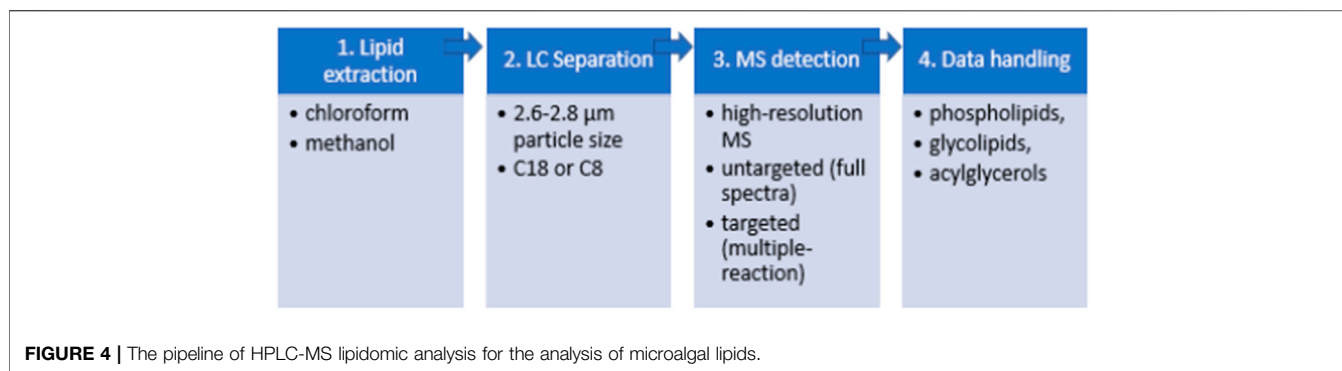 1. Lipid
extraction
• chloroform
• methanol
2. LC Separation
• 2.6-2.8 µm
particle size
• C18 or C8
3. MS detection
• high-resolution
MS
• untargeted (full
spectra)
• targeted
(multiple-
reaction)
4. Data handling
• phospholipids,
• glycolipids,
• acylglycerols
FIGURE 4 | The pipeline of HPLC-MS lipidomic analysis for the analysis of microalgal lipids.